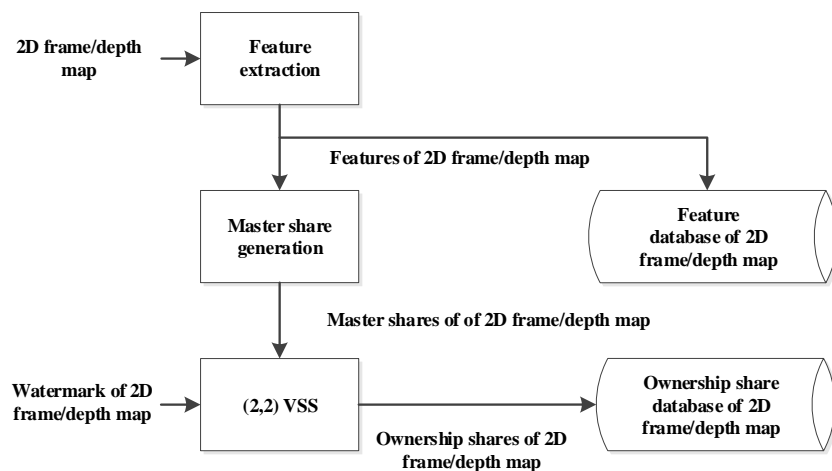 2D frame/depth
map
Feature
extraction
Features of 2D frame/depth map
Master share
generation
Feature
database of 2D
frame/depth map
Master shares of of 2D frame/depth map
Watermark of 2D
frame/depth map
(2,2) VSS
Ownership shares of 2D
frame/depth map
Ownership share
database of 2D
frame/depth map